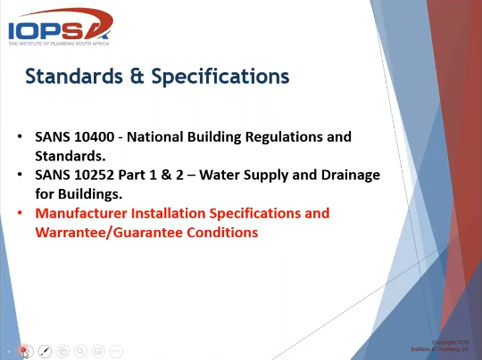 IOPSA
THE INSTITUTE OF PLUMBING SOUTH AFRICA
Standards & Specifications
• SANS 10400 - National Building Regulations and
Standards.
• SANS 10252 Part 1 & 2 – Water Supply and Drainage
for Buildings.
• Manufacturer Installation Specifications and
Warrantee/Guarantee Conditions
Institute of Plumbing SA